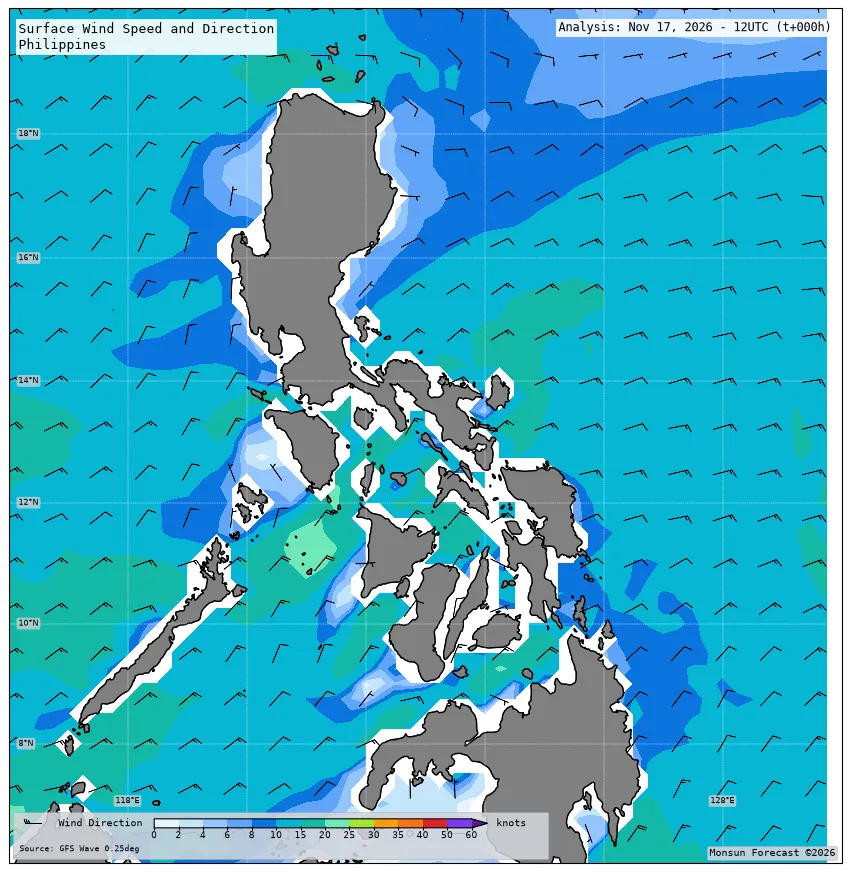 Surface Wind Speed and Direction
Philippines
Analysis: Nov 17, 2026 - 12UTC (t+000h)
18°N
16°N
14°N
12°N
10°N
8°N
118°E
128°E
Wind Direction
0 2 4 6 8 10 15 20 25 30 35 40 50 60
knots
Source: GFS Wave 0.25deg
Monsun Forecast ©2026